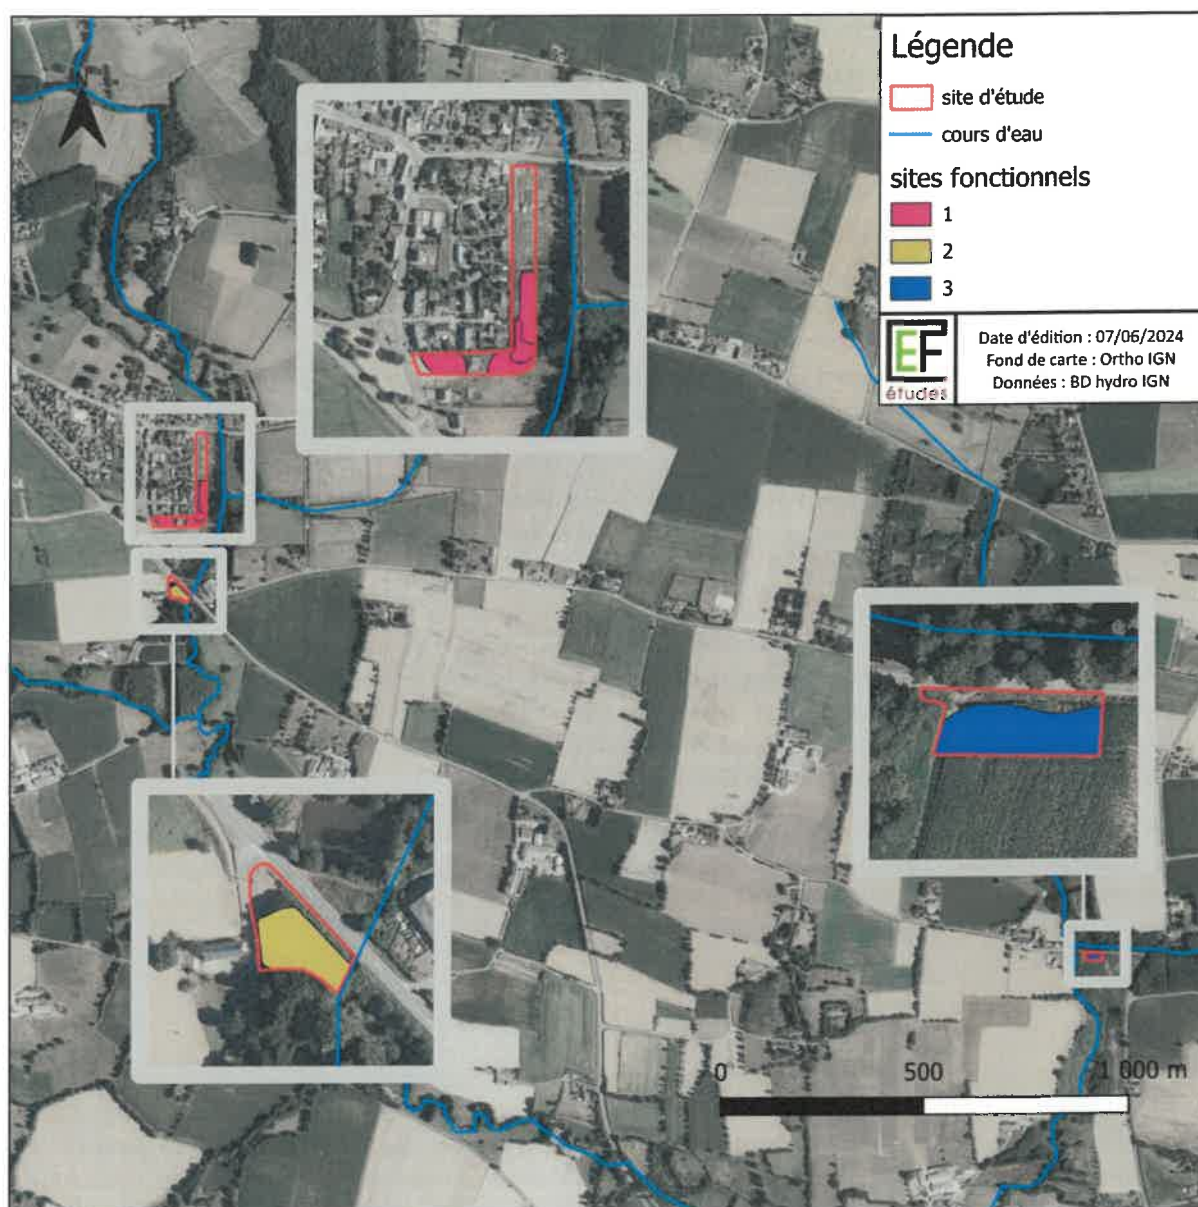 Légende
site d'étude
cours d'eau
sites fonctionnels
1
2
3
EF
études
Date d'édition : 07/06/2024
Fond de carte : Ortho IGN
Données : BD hydro IGN
0 500 1 000 m